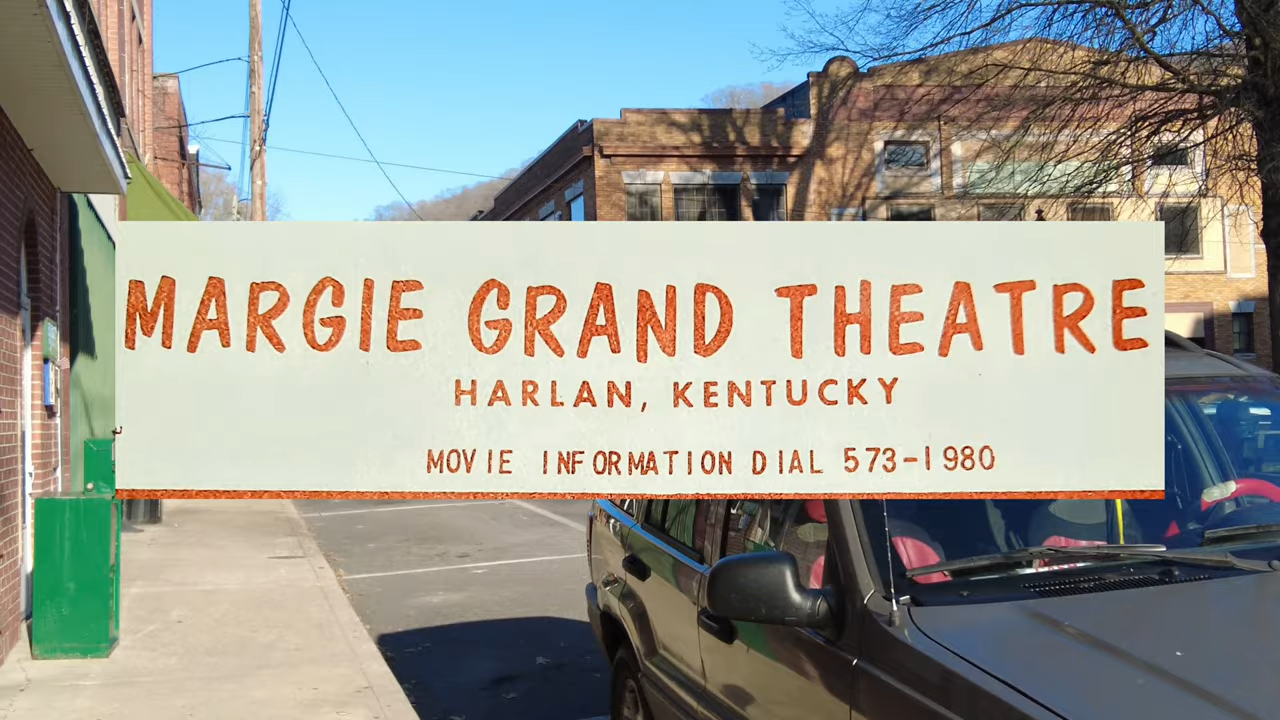 MARGIE GRAND THEATRE
HARLAN, KENTUCKY
MOVIE INFORMATION DIAL 573-1980